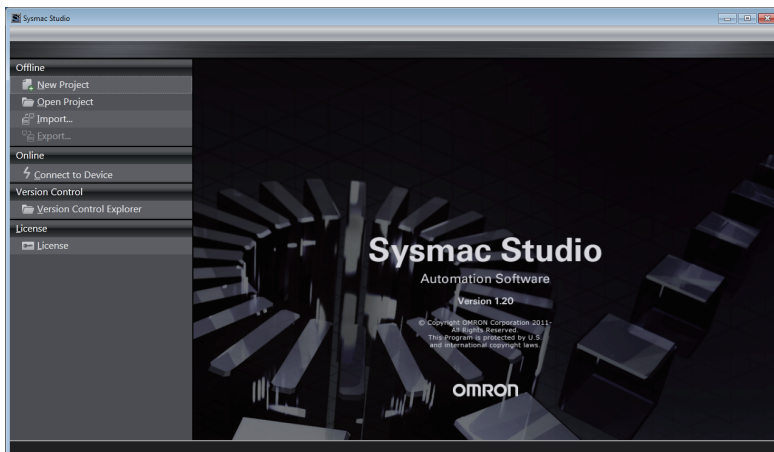 Sysmac Studio
Offline
New Project
Open Project
Import...
Export...
Online
Connect to Device
Version Control
Version Control Explorer
License
License
Sysmac Studio
Automation Software
Version 1.20
© Copyright OMRON Corporation 2011-
All Rights Reserved.
This Program is protected by U.S.
and international copyright laws.
OMRON